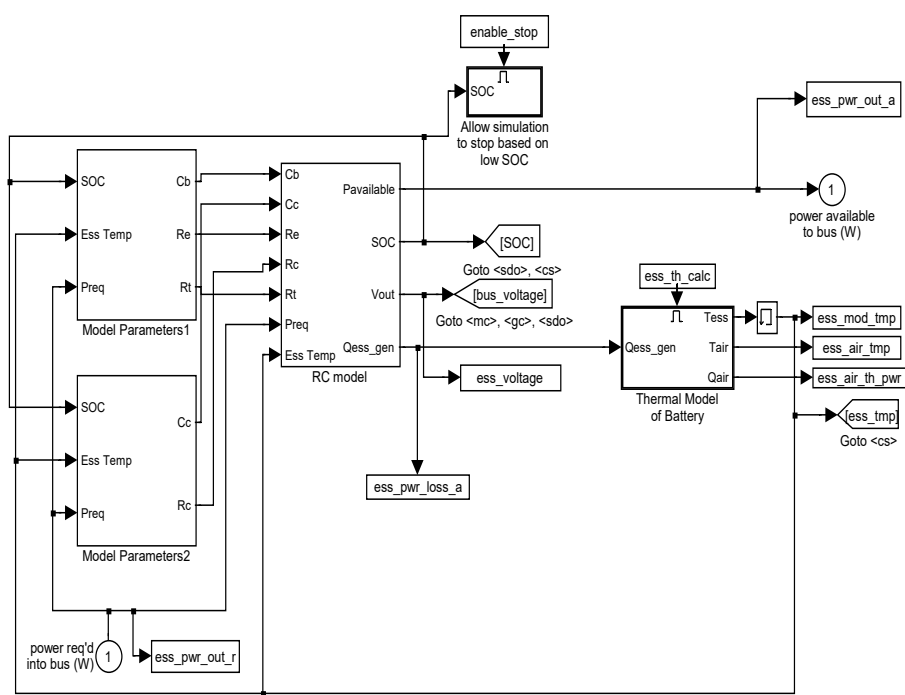 enable_stop
SOC
Allow simulation
to stop based on
low SOC
ess_pwr_out_a
1
power available
to bus (W)
SOC
Ess Temp
Preq
Cb
Re
Rt
Model Parameters1
Cb
Cc
Re
Rc
Rt
Preq
Ess Temp
Pavailable
SOC
Vout
Qess_gen
RC model
[SOC]
Goto <sdo>, <cs>
[bus_voltage]
Goto <mc>, <gc>, <sdo>
ess_voltage
ess_pwr_loss_a
ess_th_calc
Qess_gen
Tess
Tair
Qair
Thermal Model
of Battery
ess_mod_tmp
ess_air_tmp
ess_air_th_pwr
[ess_tmp]
Goto <cs>
SOC
Ess Temp
Preq
Cc
Rc
Model Parameters2
power req'd
into bus (W)
1
ess_pwr_out_r